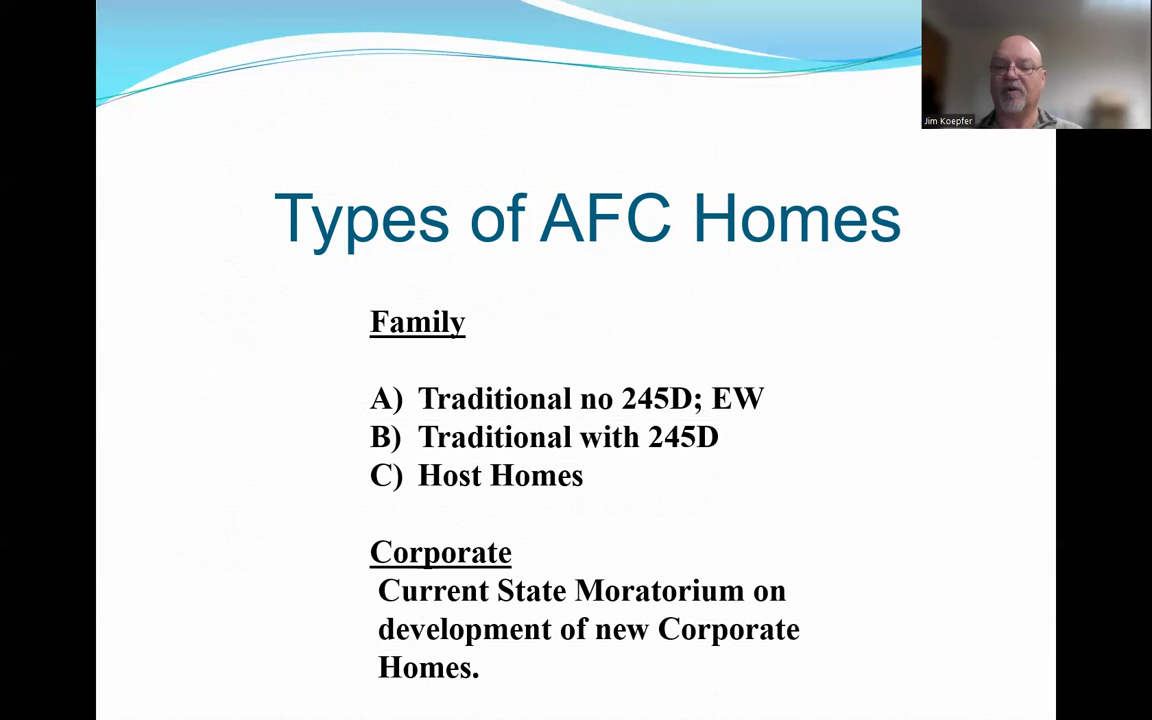 Jim Koepfer
Types of AFC Homes
Family
A) Traditional no 245D; EW
B) Traditional with 245D
C) Host Homes
Corporate
Current State Moratorium on
development of new Corporate
Homes.